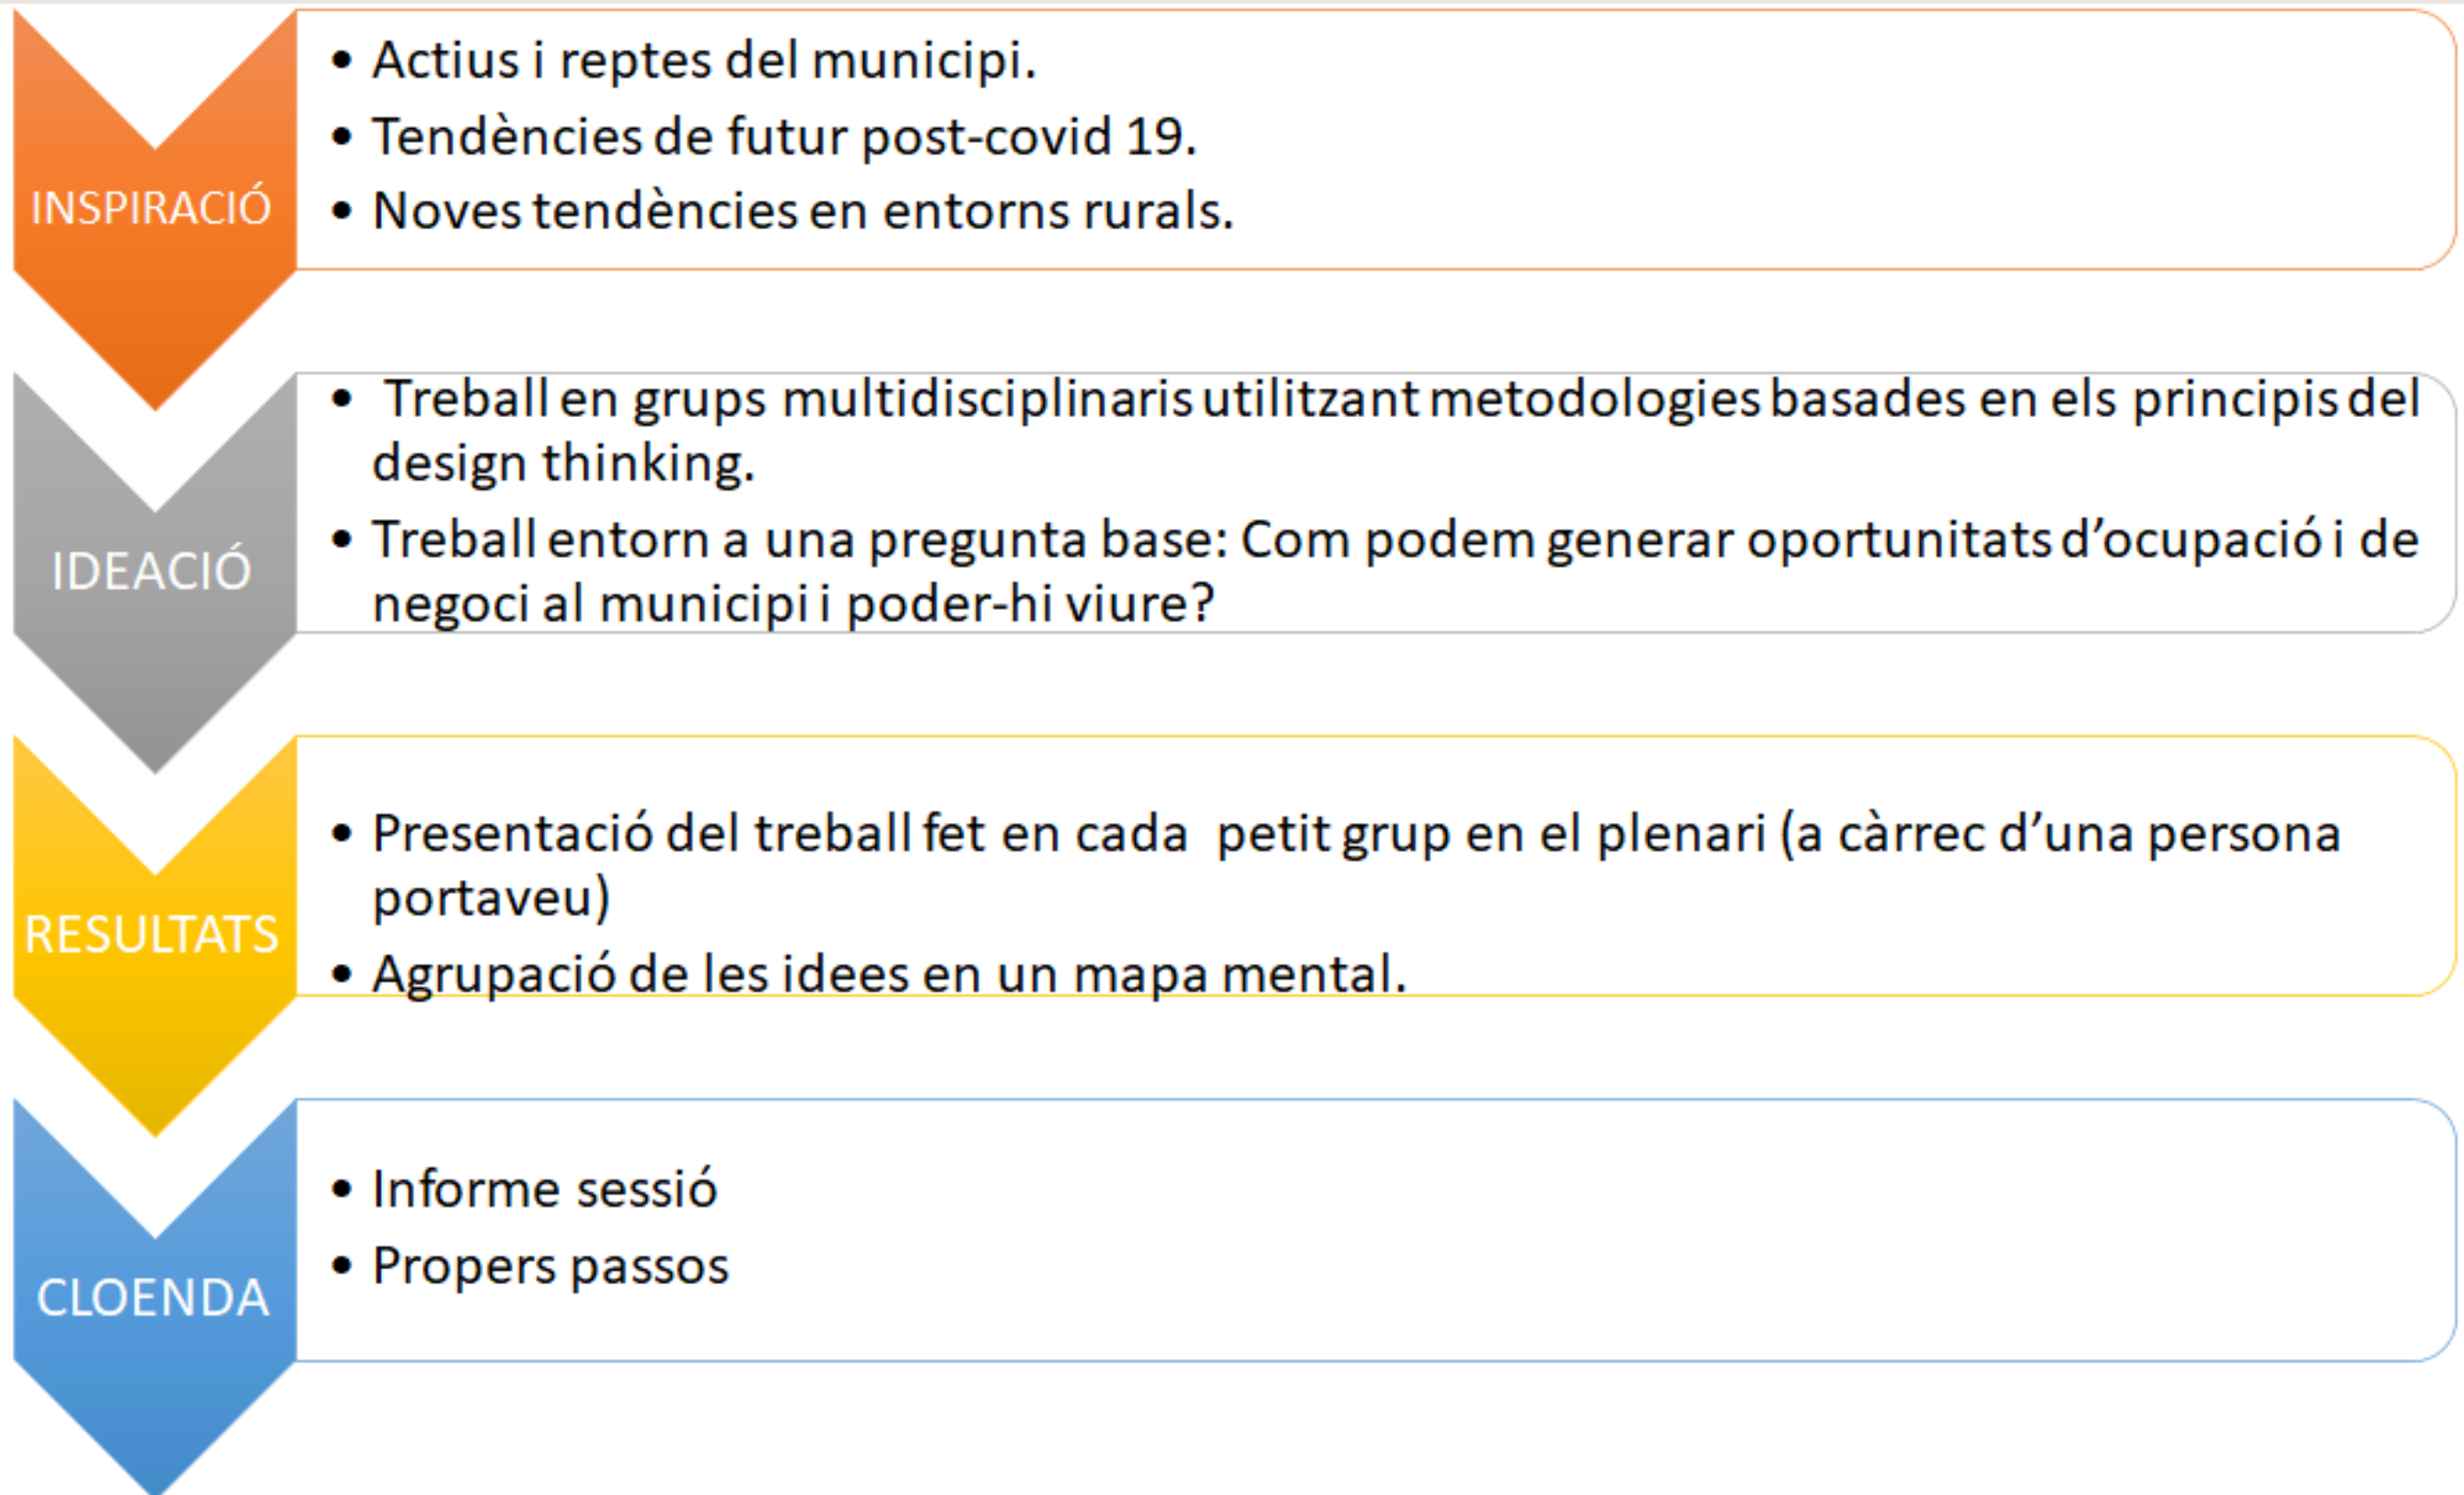 INSPIRACIÓ
• Actius i reptes del municipi.
• Tendències de futur post-covid 19.
• Noves tendències en entorns rurals.
IDEACIÓ
• Treball en grups multidisciplinaris utilitzant metodologies basades en els principis del
design thinking.
• Treball entorn a una pregunta base: Com podem generar oportunitats d’ocupació i de
negoci al municipi i poder-hi viure?
RESULTATS
• Presentació del treball fet en cada petit grup en el plenari (a càrrec d’una persona
portaveu)
• Agrupació de les idees en un mapa mental.
CLOENDA
• Informe sessió
• Propers passos